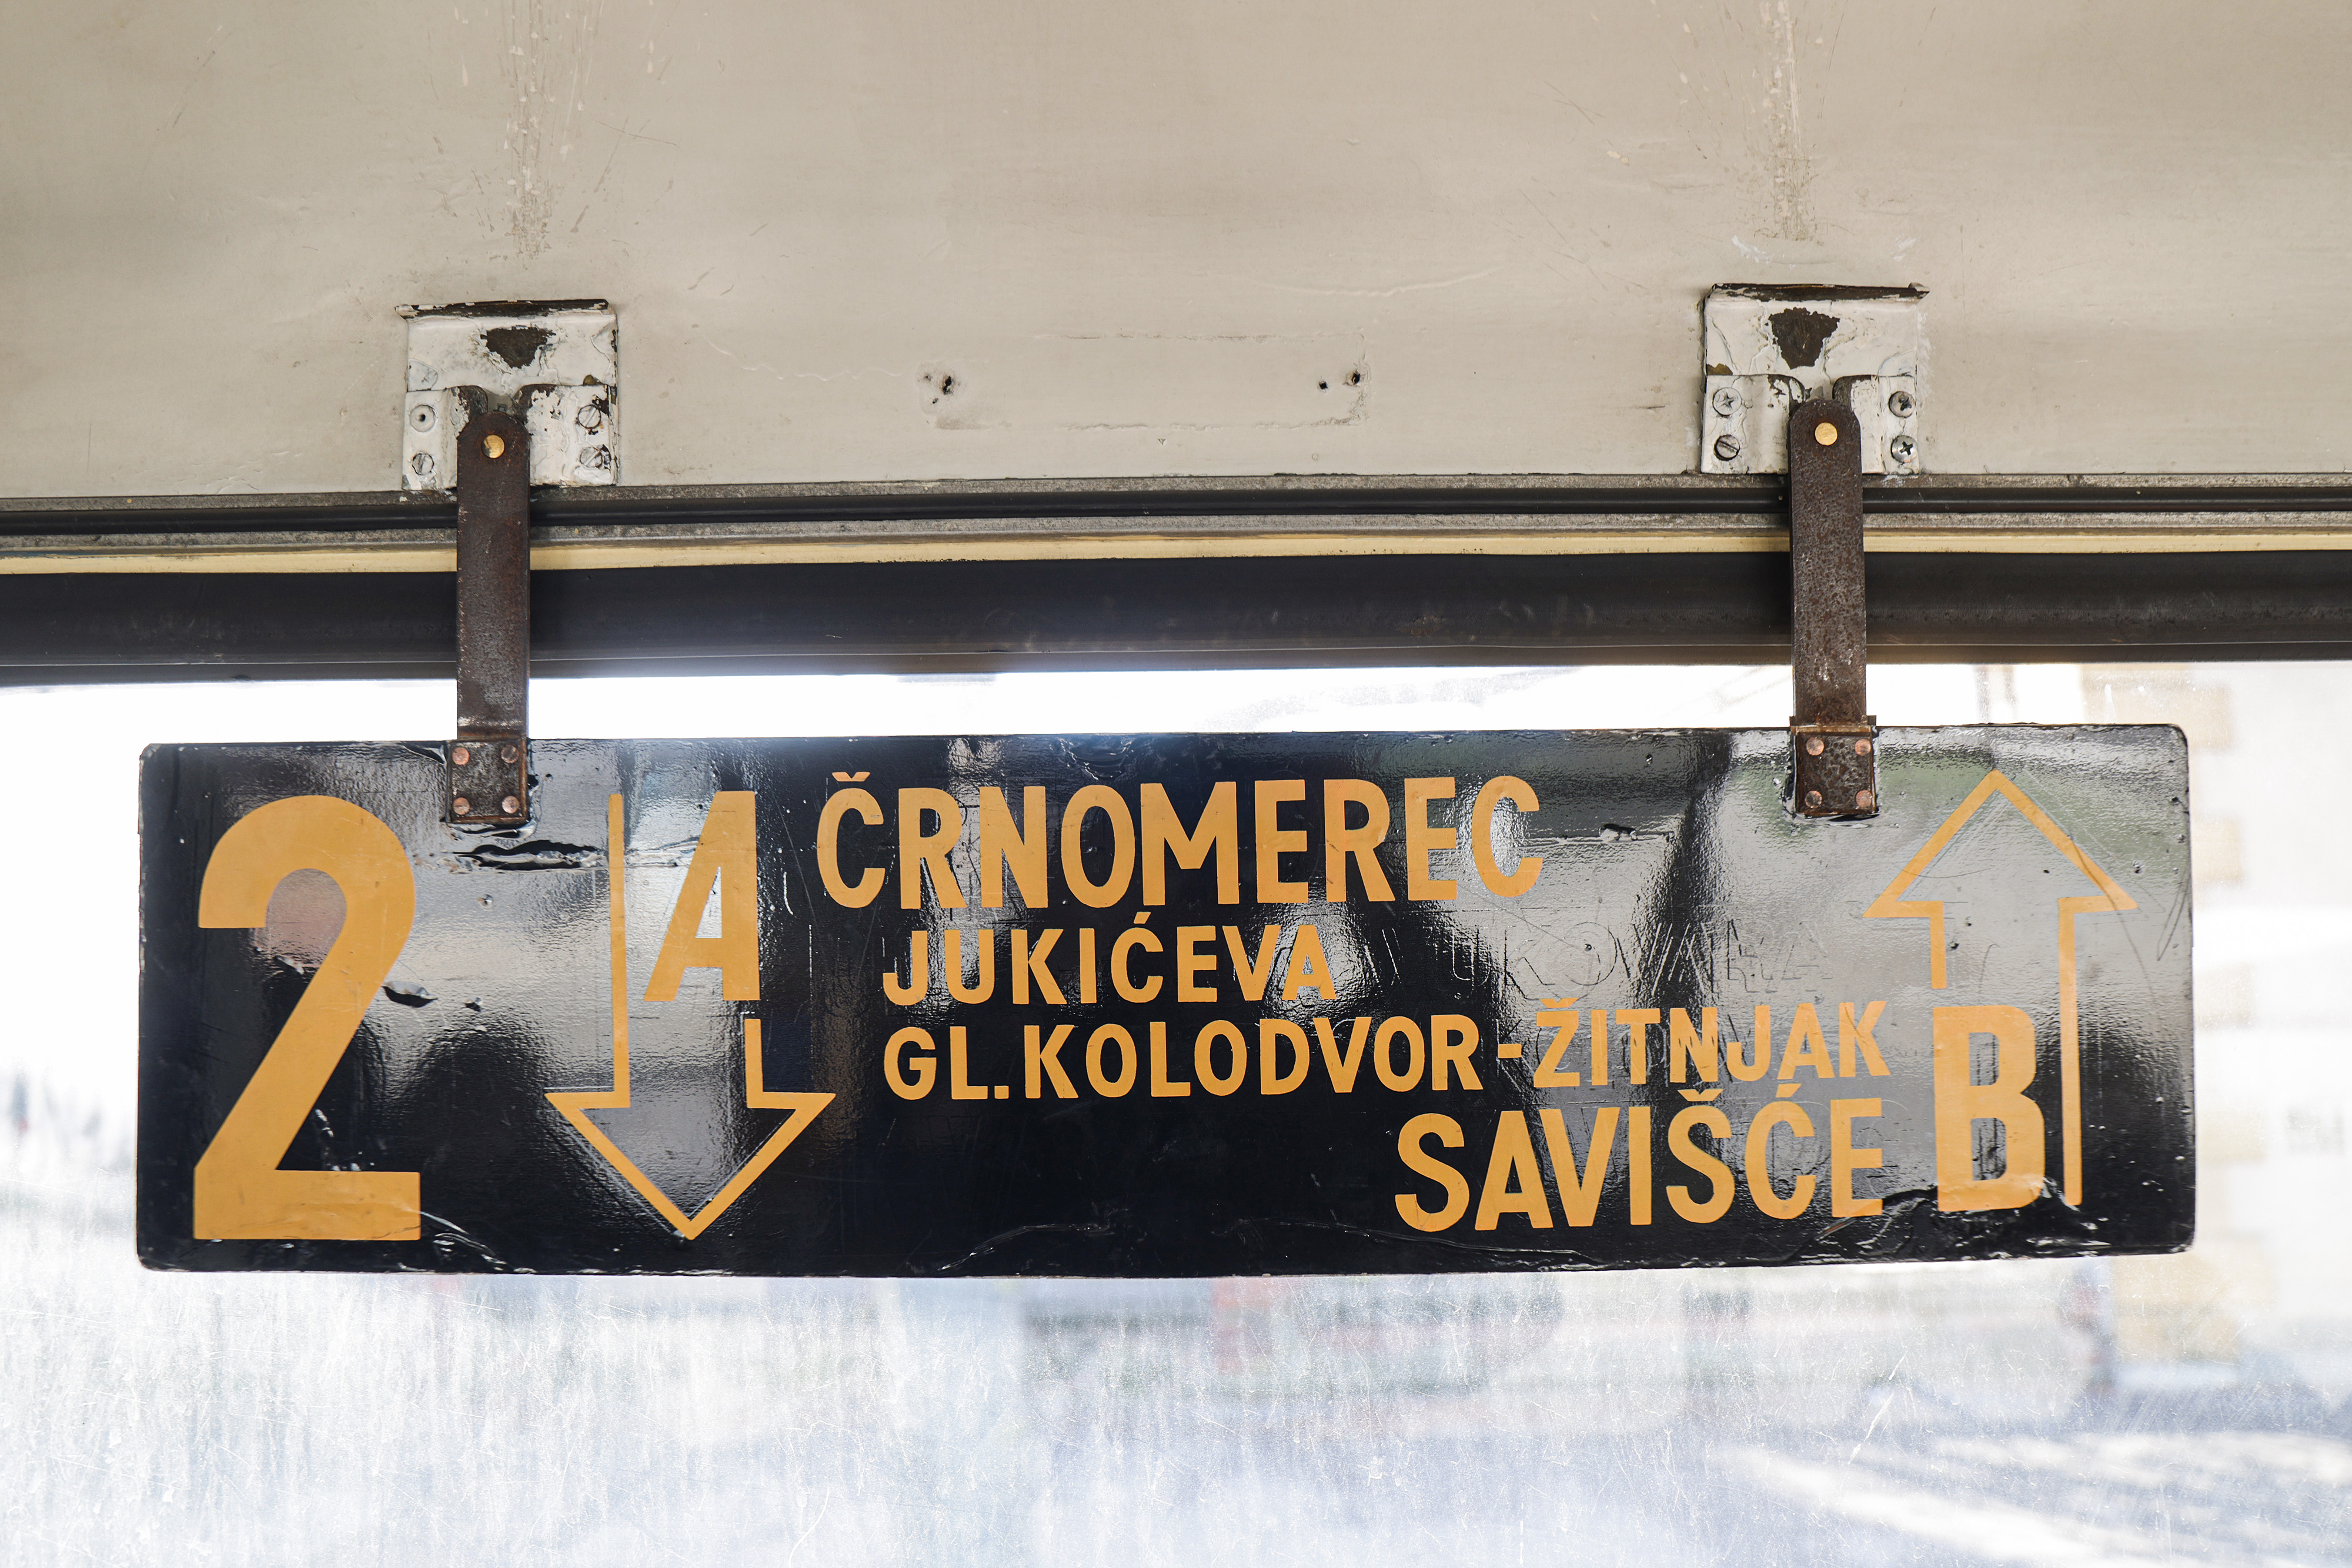 2 A ČRNOMEREC
JUKIĆEVA
GL.KOLODVOR-ŽITNJAK
SAVIŠĆE B